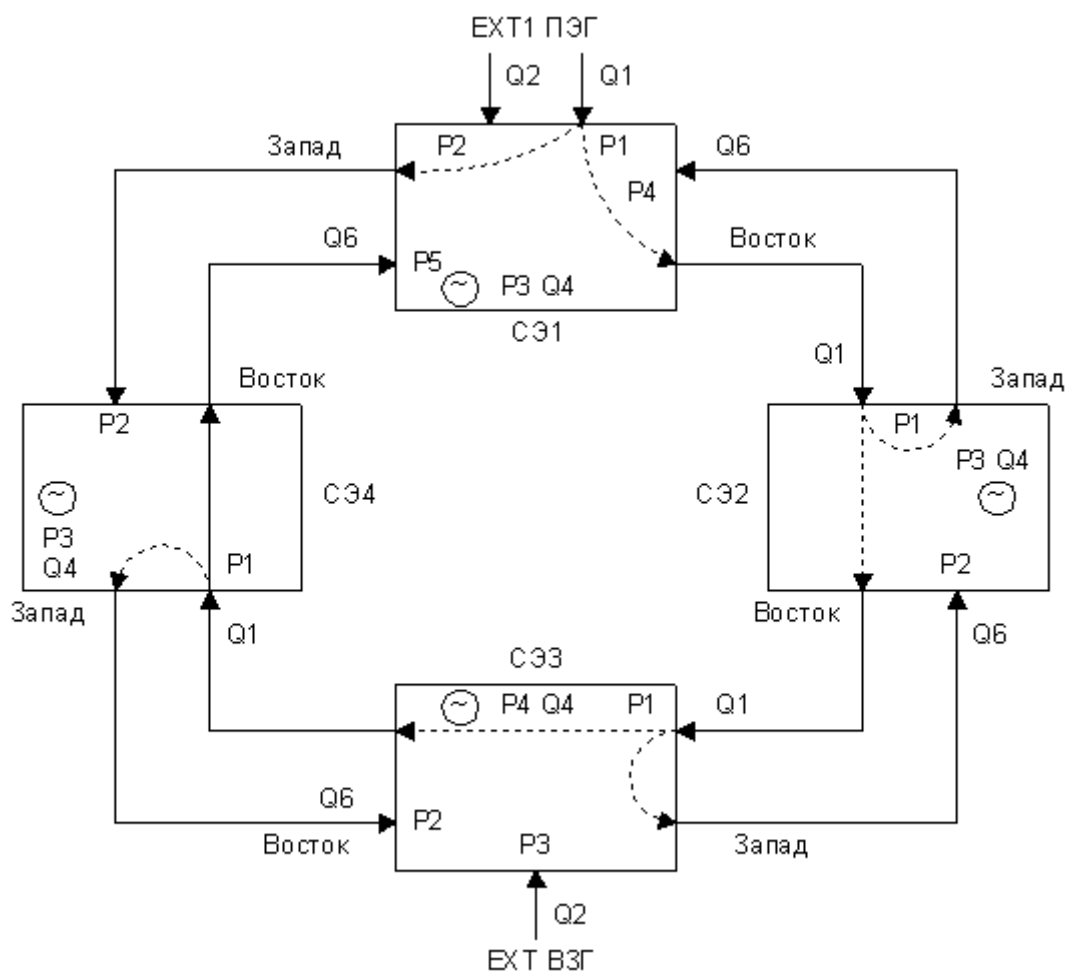 EXT1 ПЭГ
Q2 Q1
Запад P2 P1 Q6
P4
Q6 P5 Восток
P3 Q4
СЭ1
Q1
Восток Запад
P2 P1
P3 Q4
СЭ4 СЭ2
P3
Q4 P1 P2
Запад Восток
Q1 Q6
СЭ3
P4 Q4 P1 Q1
Q6 P2
Восток P3 Запад
Q2
EXT ВЗГ